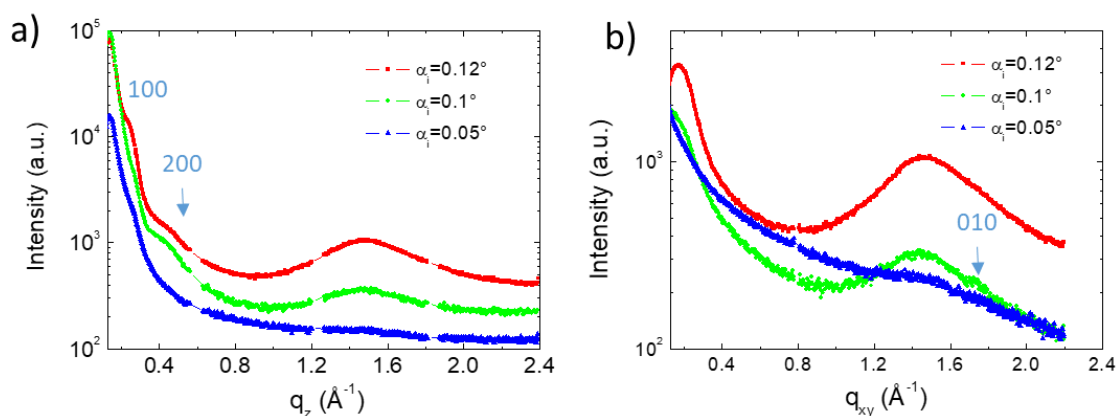 a)
10⁵
10⁴
10³
10²
Intensity (a.u.)
100
200
αᵢ=0.12°
αᵢ=0.1°
αᵢ=0.05°
0.4
0.8
1.2
1.6
2.0
2.4
q_z (Å⁻¹)
b)
10³
10²
Intensity (a.u.)
αᵢ=0.12°
αᵢ=0.1°
αᵢ=0.05°
010
0.4
0.8
1.2
1.6
2.0
2.4
q_xy (Å⁻¹)